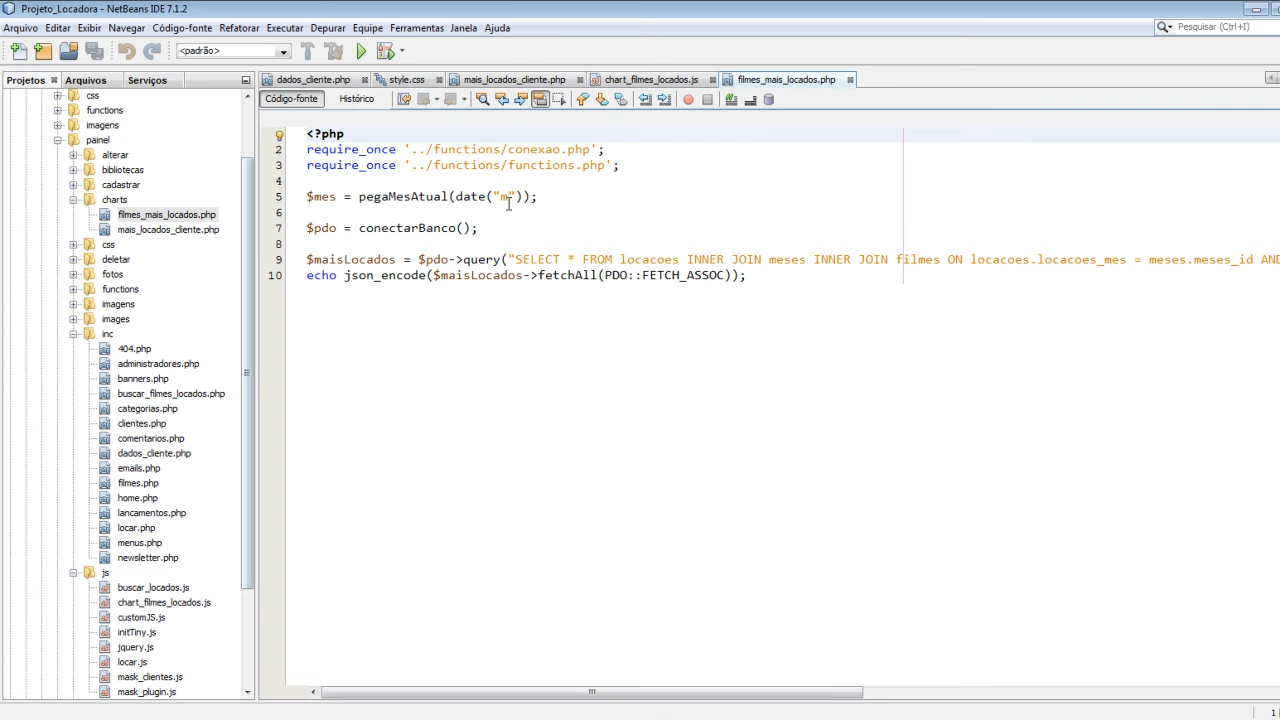 Projeto_Locadora - NetBeans IDE 7.1.2
Arquivo Editar Exibir Navegar Código-fonte Refatorar Executar Depurar Equipe Ferramentas Janela Ajuda
Pesquisar (Ctrl+I)
<padrão>
Projetos Arquivos Serviços
dados_cliente.php style.css mais_locados_cliente.php chart_filmes_locados.js filmes_mais_locados.php
Código-fonte Histórico
css
functions
imagens
painel
alterar
bibliotecas
cadastrar
charts
filmes_mais_locados.php
mais_locados_cliente.php
css
deletar
fotos
functions
imagens
images
inc
404.php
administradores.php
banners.php
buscar_filmes_locados.php
categorias.php
clientes.php
comentarios.php
dados_cliente.php
emails.php
filmes.php
home.php
lancamentos.php
locar.php
menus.php
newsletter.php
js
buscar_locados.js
chart_filmes_locados.js
customJS.js
initTiny.js
jquery.js
locar.js
mask_clientes.js
mask_plugin.js
<?php
2 require_once '../functions/conexao.php';
3 require_once '../functions/functions.php';
4
5 $mes = pegaMesAtual(date("m"));
6
7 $pdo = conectarBanco();
8
9 $maisLocados = $pdo->query("SELECT * FROM locacoes INNER JOIN meses INNER JOIN filmes ON locacoes.locacoes_mes = meses.meses_id AND
10 echo json_encode($maisLocados->fetchAll(PDO::FETCH_ASSOC));
1